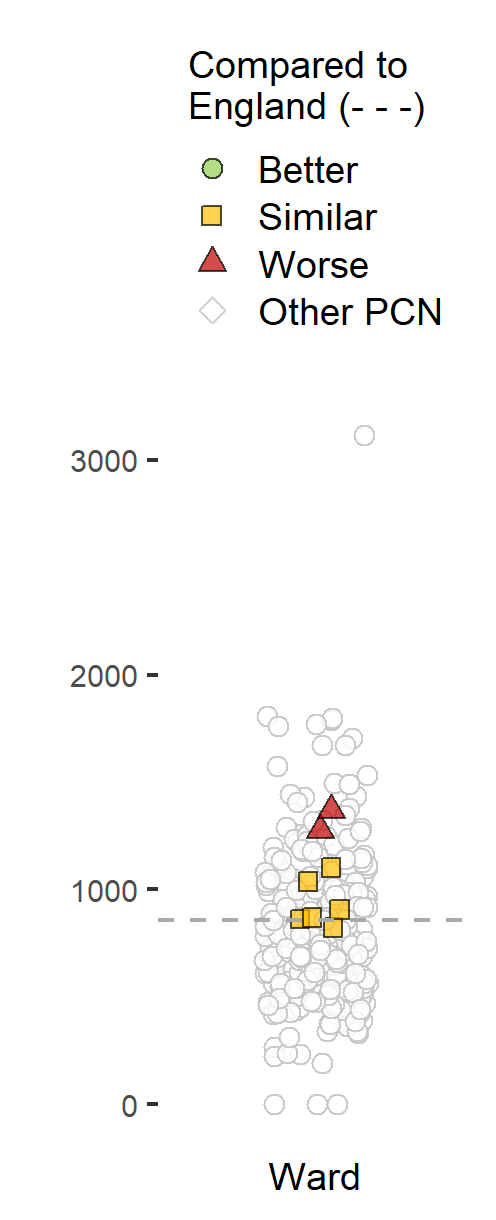 Compared to
England (- - -)
Better
Similar
Worse
Other PCN
3000
2000
1000
0
Ward